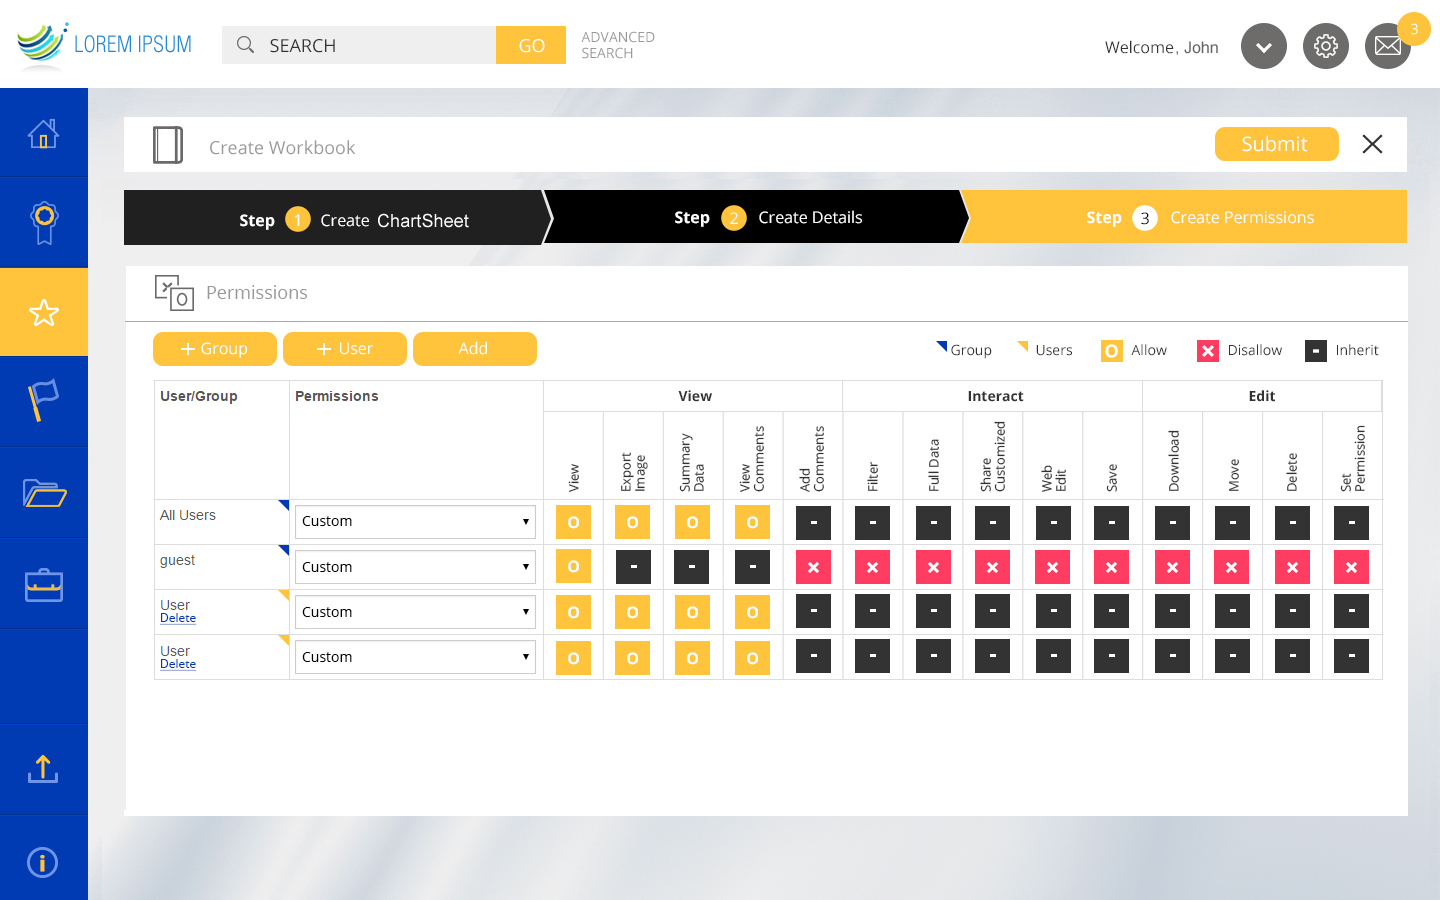 LOREM IPSUM
SEARCH
GO
ADVANCED
SEARCH
Welcome, John
3
Create Workbook
Submit
Step 1 Create ChartSheet
Step 2 Create Details
Step 3 Create Permissions
Permissions
+ Group
+ User
Add
Group
Users
O Allow
x Disallow
- Inherit
User/Group
Permissions
View
Interact
Edit
View
Export
Image
Summary
Data
View
Comments
Add
Comments
Filter
Full Data
Share
Customized
Web
Edit
Save
Download
Move
Delete
Set
Permission
All Users Custom O O O O - - - - - - - - - -
guest Custom O - - - x x x x x x x x x x
User Custom O O O O - - - - - - - - - -
Delete
User Custom O O O O - - - - - - - - - -
Delete